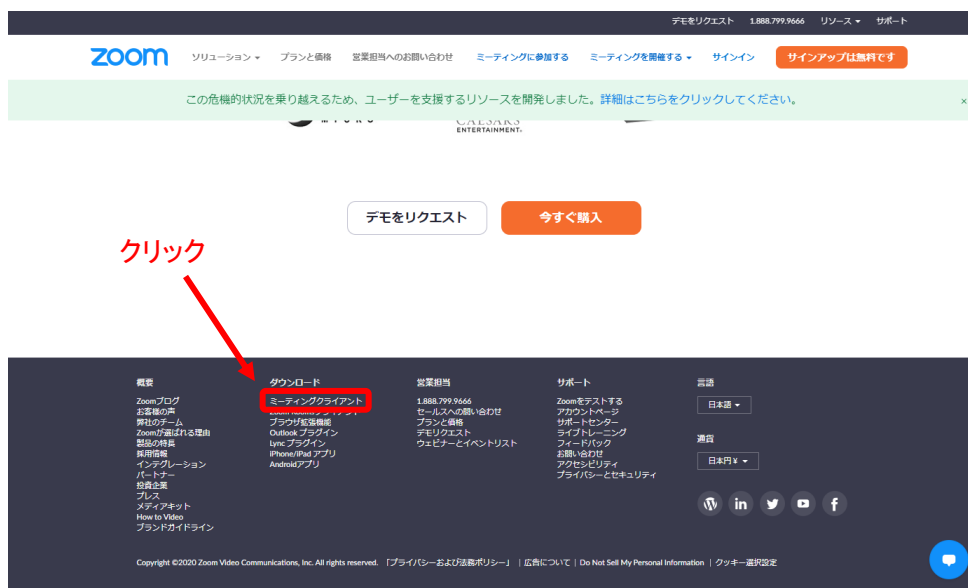 デモをリクエスト 1.888.799.9666 リソース サポート
zoom ソリューション プランと価格 営業担当へのお問い合わせ ミーティングに参加する ミーティングを開催する サインイン サインアップは無料です
この危機的状況を乗り越えるため、ユーザーを支援するリソースを開発しました。詳細はこちらをクリックしてください。 ×
CAESARS
ENTERTAINMENT.
デモをリクエスト 今すぐ購入
クリック
概要
Zoomブログ
お客様の声
弊社のチーム
Zoomが選ばれる理由
製品の特長
採用情報
インテグレーション
パートナー
投資企業
プレス
メディアキット
How to Video
ブランドガイドライン
ダウンロード
ミーティングクライアント
Zoom Roomsクライアント
ブラウザ拡張機能
Outlook プラグイン
Lync プラグイン
iPhone/iPad アプリ
Androidアプリ
営業担当
1.888.799.9666
セールスへの問い合わせ
プランと価格
デモリクエスト
ウェビナーとイベントリスト
サポート
Zoomをテストする
アカウントページ
サポートセンター
ライブトレーニング
フィードバック
お問い合わせ
アクセシビリティ
プライバシーとセキュリティ
言語
日本語
通貨
日本円 ¥
Copyright ©2020 Zoom Video Communications, Inc. All rights reserved. 「プライバシーおよび法務ポリシー」 | 広告について | Do Not Sell My Personal Information | クッキー選択設定